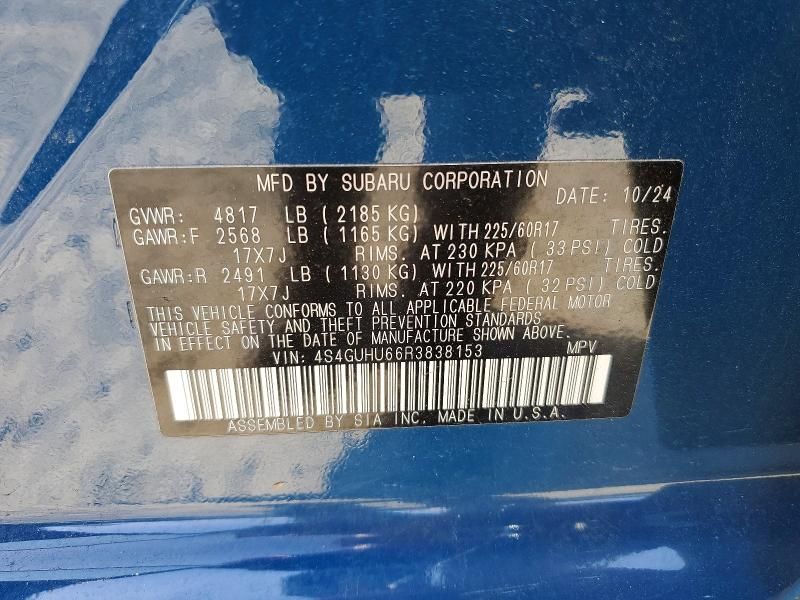 MFD BY SUBARU CORPORATION DATE: 10/24
GVWR: 4817 LB ( 2185 KG)
GAWR:F 2568 LB ( 1165 KG) WITH 225/60R17 TIRES.
17X7J RIMS. AT 230 KPA ( 33 PSI) COLD
GAWR:R 2491 LB ( 1130 KG) WITH 225/60R17 TIRES.
17X7J RIMS. AT 220 KPA ( 32 PSI) COLD
THIS VEHICLE CONFORMS TO ALL APPLICABLE FEDERAL MOTOR
VEHICLE SAFETY AND THEFT PREVENTION STANDARDS
IN EFFECT ON THE DATE OF MANUFACTURE SHOWN ABOVE.
VIN: 4S4GUHU66R3838153 MPV
ASSEMBLED BY SIA INC. MADE IN U.S.A.